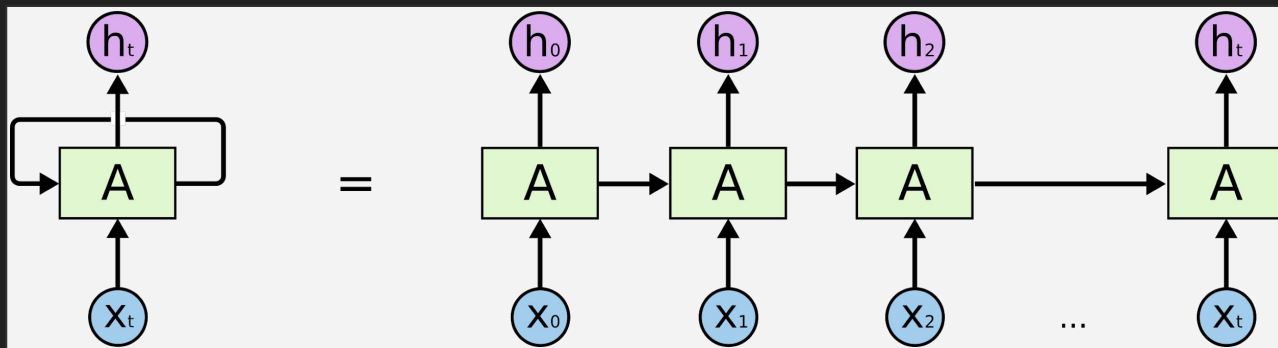 ht h0 h1 h2 ht
A = A A A A
xt x0 x1 x2 ... xt